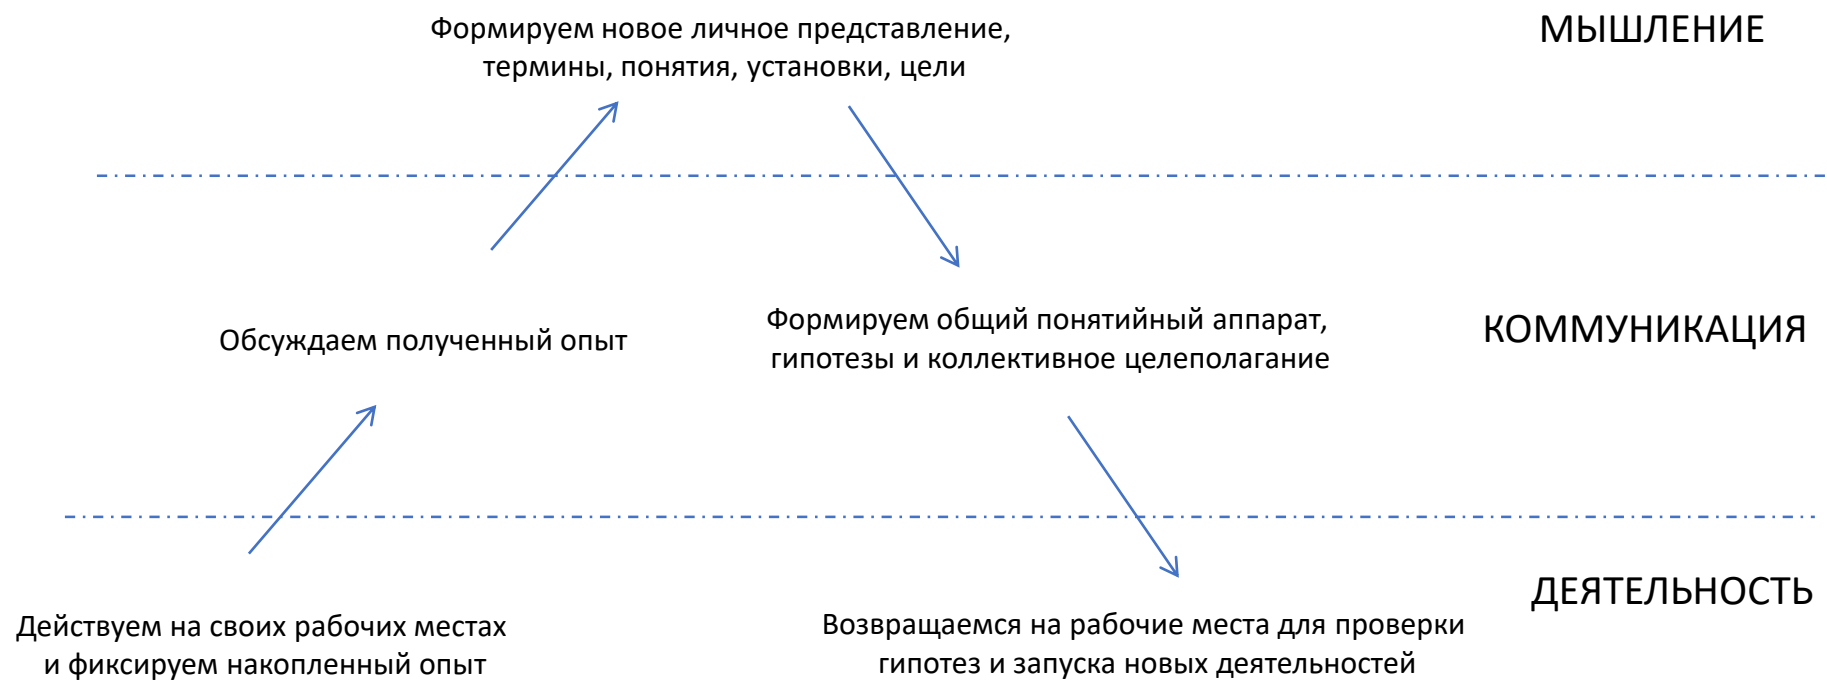 Формируем новое личное представление,
термины, понятия, установки, цели
МЫШЛЕНИЕ
Обсуждаем полученный опыт
Формируем общий понятийный аппарат,
гипотезы и коллективное целеполагание
КОММУНИКАЦИЯ
Действуем на своих рабочих местах
и фиксируем накопленный опыт
Возвращаемся на рабочие места для проверки
гипотез и запуска новых деятельностей
ДЕЯТЕЛЬНОСТЬ